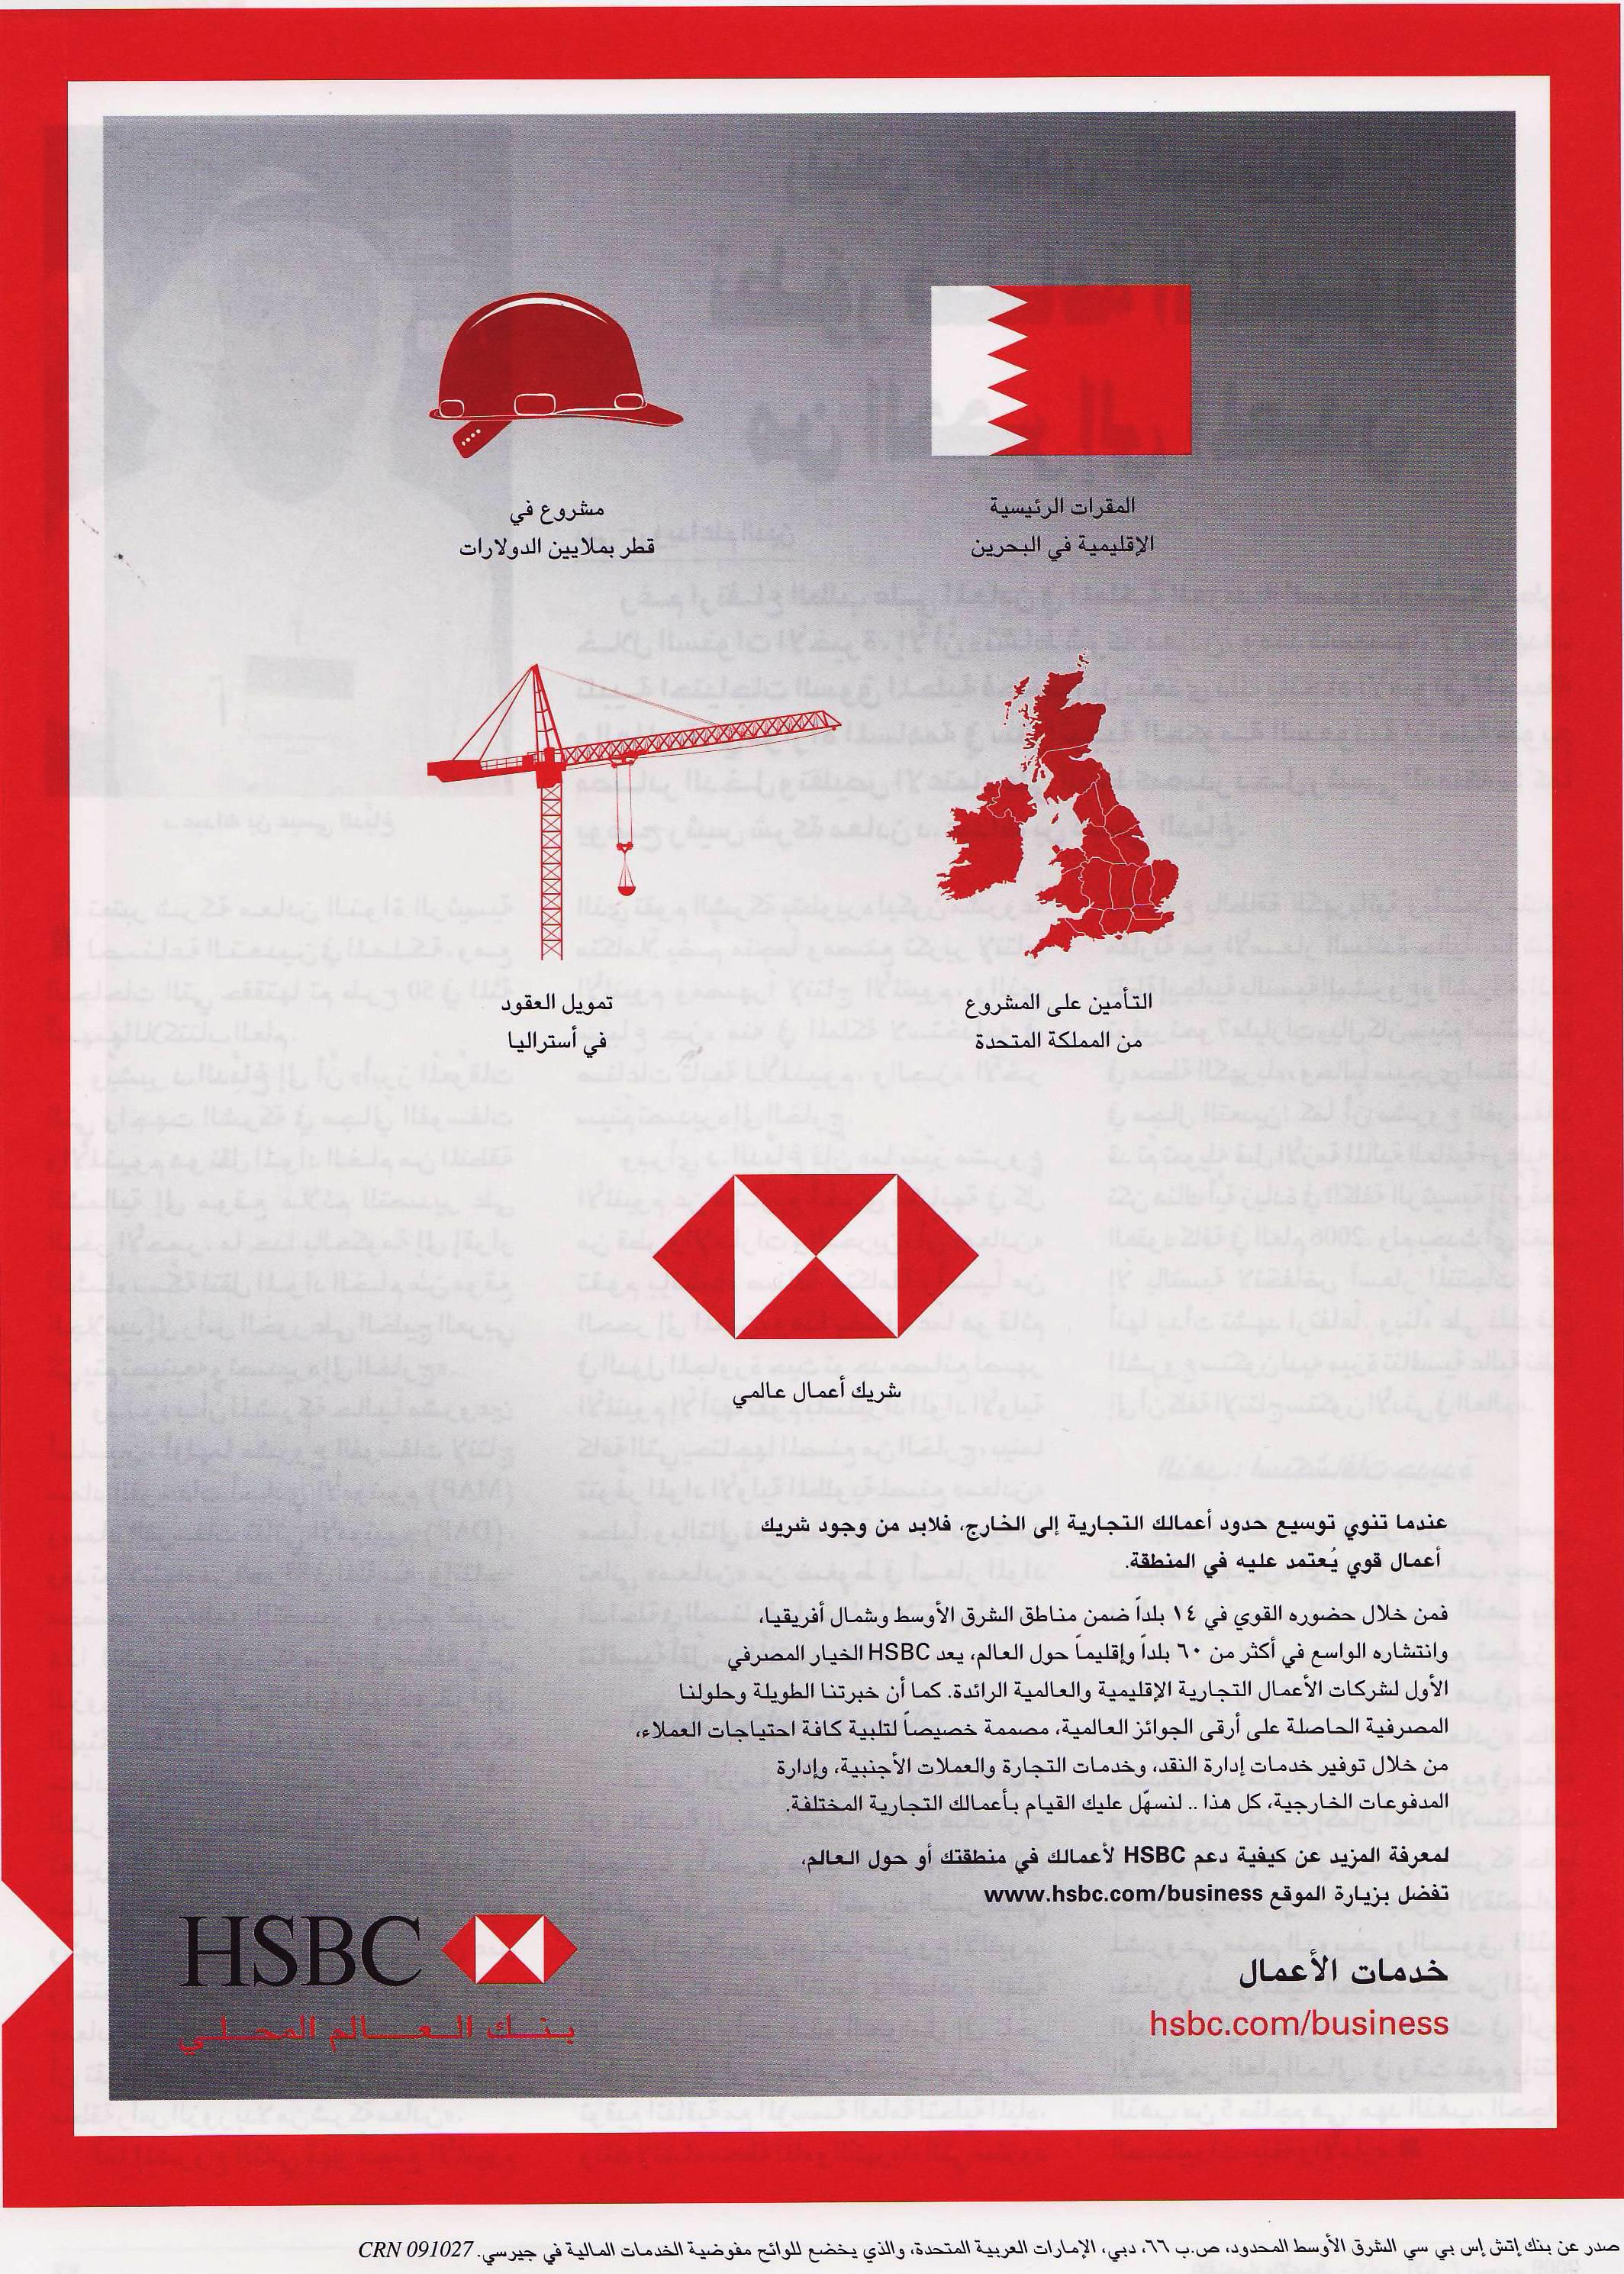 المقرات الرئيسية
الإقليمية في البحرين
مشروع في
قطر بملايين الدولارات
التأمين على المشروع
من المملكة المتحدة
تمويل العقود
في أستراليا
شريك أعمال عالمي
عندما تنوي توسيع حدود أعمالك التجارية إلى الخارج، فلابد من وجود شريك
أعمال قوي يُعتمد عليه في المنطقة.
فمن خلال حضوره القوي في ١٤ بلداً ضمن مناطق الشرق الأوسط وشمال أفريقيا،
وانتشاره الواسع في أكثر من ٦٠ بلداً وإقليماً حول العالم، يعد HSBC الخيار المصرفي
الأول لشركات الأعمال التجارية الإقليمية والعالمية الرائدة. كما أن خبرتنا الطويلة وحلولنا
المصرفية الحاصلة على أرقى الجوائز العالمية، مصممة خصيصاً لتلبية كافة احتياجات العملاء،
من خلال توفير خدمات إدارة النقد، وخدمات التجارة والعملات الأجنبية، وإدارة
المدفوعات الخارجية، كل هذا .. لنسهّل عليك القيام بأعمالك التجارية المختلفة.
لمعرفة المزيد عن كيفية دعم HSBC لأعمالك في منطقتك أو حول العالم،
تفضل بزيارة الموقع www.hsbc.com/business
خدمات الأعمال
hsbc.com/business
HSBC
بنك العالم المحلي
صدر عن بنك إتش إس بي سي الشرق الأوسط المحدود، ص.ب ٦٦، دبي، الإمارات العربية المتحدة، والذي يخضع للوائح مفوضية الخدمات المالية في جيرسي. CRN 091027